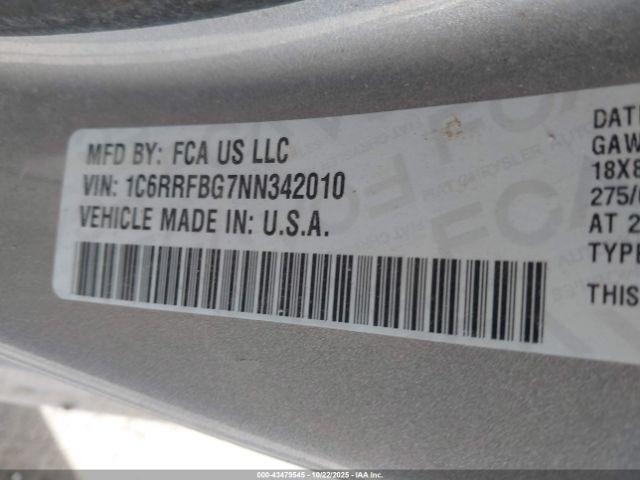 MFD BY: FCA US LLC
VIN: 1C6RRFBG7NN342010
VEHICLE MADE IN: U.S.A.
DATE
GAW
18X8
275/
AT 2
TYPE
THIS
000-43479545 - 10/22/2025 - IAA(Inc)